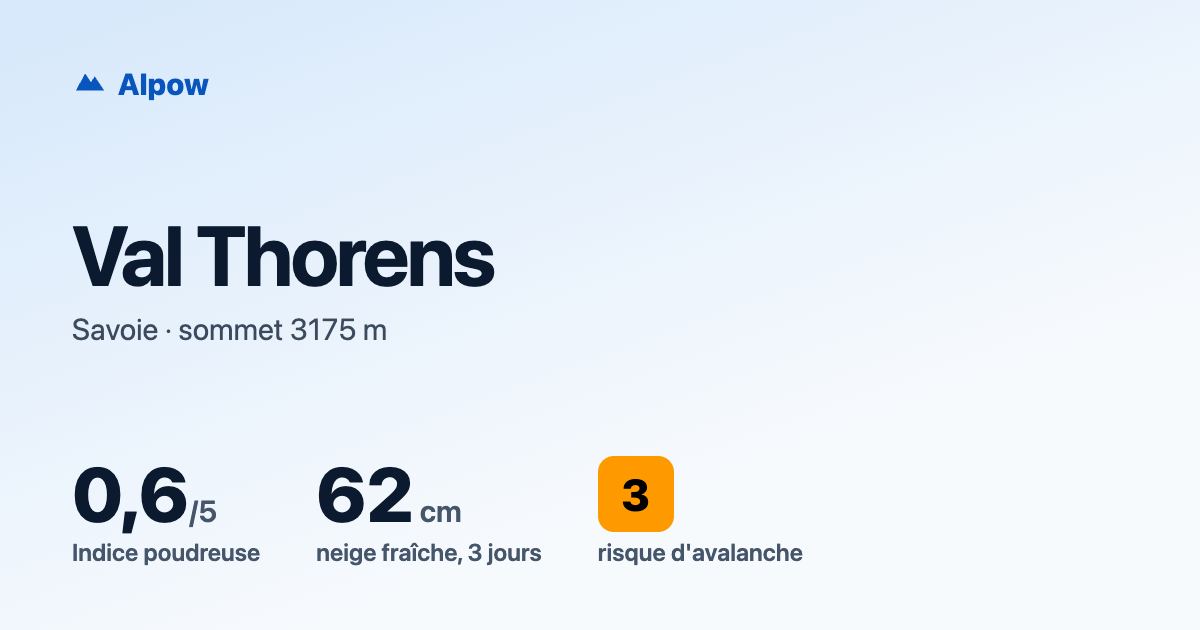 Alpow
Val Thorens
Savoie · sommet 3175 m
0,6/5
Indice poudreuse
62 cm
neige fraîche, 3 jours
3
risque d'avalanche